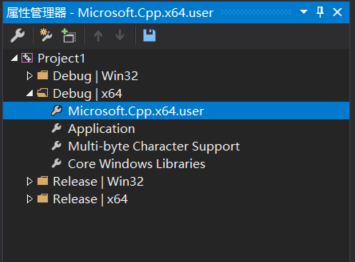 属性管理器 - Microsoft.Cpp.x64.user
Project1
Debug | Win32
Debug | x64
Microsoft.Cpp.x64.user
Application
Multi-byte Character Support
Core Windows Libraries
Release | Win32
Release | x64